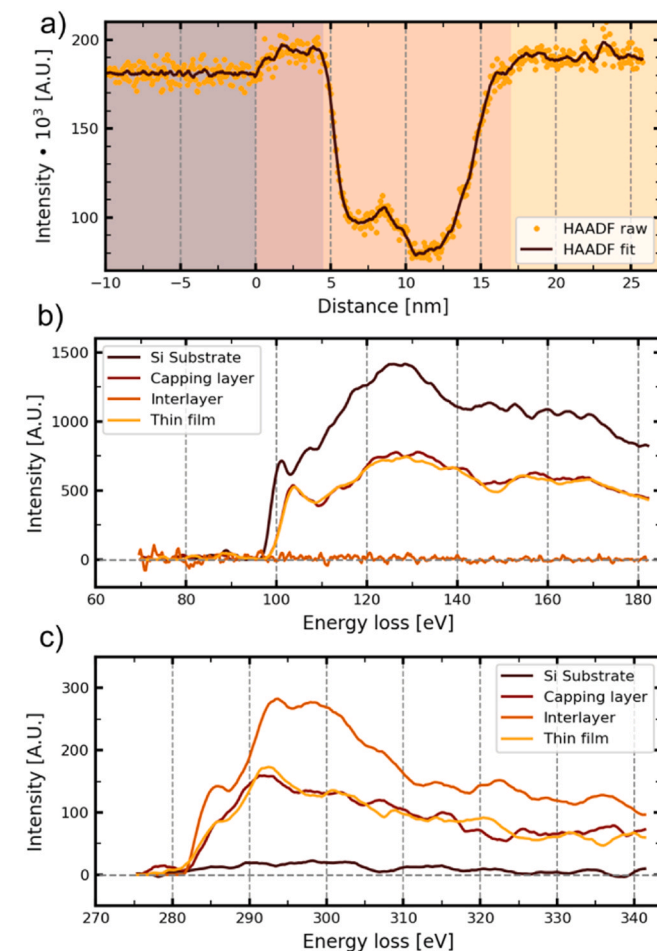 a)
200
150
100
Intensity • 10³ [A.U.]
HAADF raw
HAADF fit
−10 −5 0 5 10 15 20 25
Distance [nm]
b)
1500
1000
500
0
Intensity [A.U.]
Si Substrate
Capping layer
Interlayer
Thin film
60 80 100 120 140 160 180
Energy loss [eV]
c)
300
200
100
0
Intensity [A.U.]
Si Substrate
Capping layer
Interlayer
Thin film
270 280 290 300 310 320 330 340
Energy loss [eV]